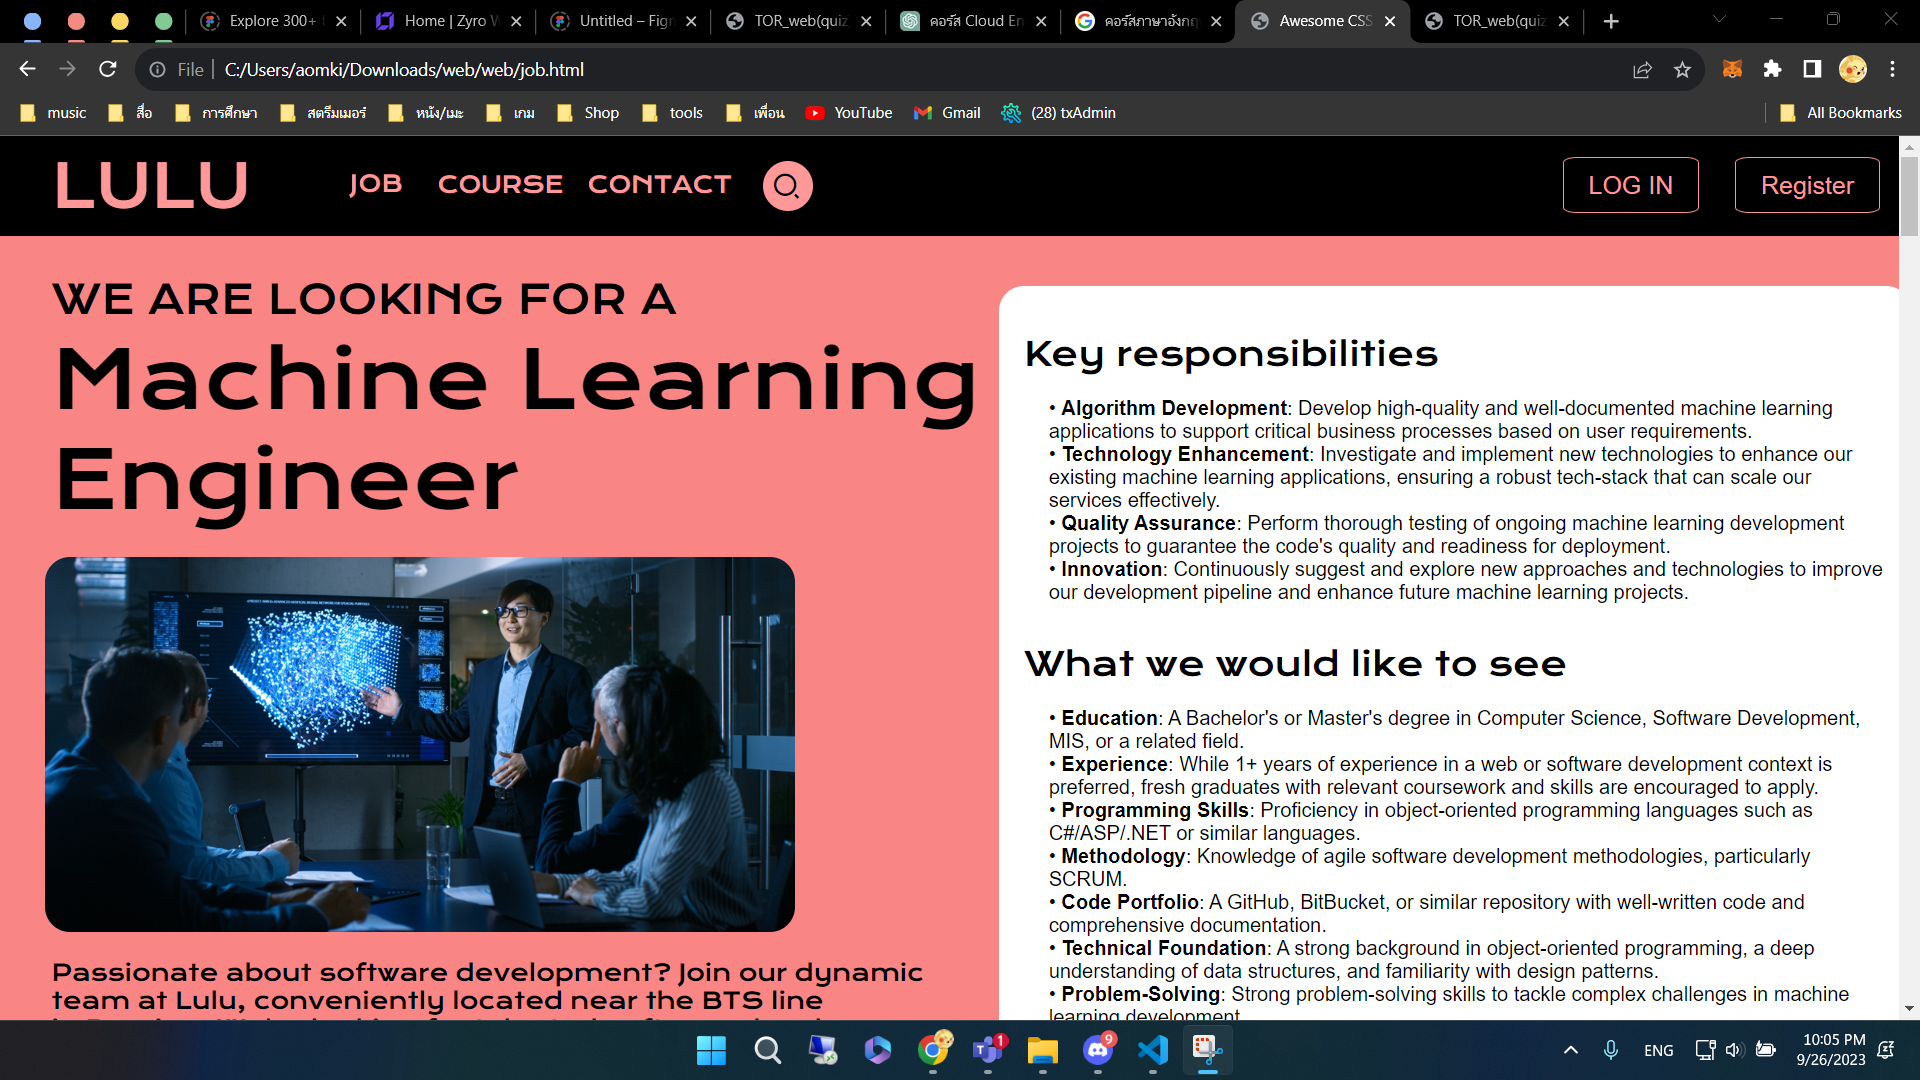 Explore 300+
Home | Zyro W
Untitled – Figm
TOR_web(quiz
คอร์ส Cloud En
คอร์สภาษาอังกฤ
Awesome CSS
TOR_web(quiz
File
C:/Users/aomki/Downloads/web/web/job.html
music
สื่อ
การศึกษา
สตรีมเมอร์
หนัง/เมะ
เกม
Shop
tools
เพื่อน
YouTube
Gmail
(28) txAdmin
All Bookmarks
LULU
JOB
COURSE
CONTACT
LOG IN
Register
WE ARE LOOKING FOR A
Machine Learning
Engineer
Passionate about software development? Join our dynamic
team at Lulu, conveniently located near the BTS line
Key responsibilities
• Algorithm Development: Develop high-quality and well-documented machine learning
applications to support critical business processes based on user requirements.
• Technology Enhancement: Investigate and implement new technologies to enhance our
existing machine learning applications, ensuring a robust tech-stack that can scale our
services effectively.
• Quality Assurance: Perform thorough testing of ongoing machine learning development
projects to guarantee the code's quality and readiness for deployment.
• Innovation: Continuously suggest and explore new approaches and technologies to improve
our development pipeline and enhance future machine learning projects.
What we would like to see
• Education: A Bachelor's or Master's degree in Computer Science, Software Development,
MIS, or a related field.
• Experience: While 1+ years of experience in a web or software development context is
preferred, fresh graduates with relevant coursework and skills are encouraged to apply.
• Programming Skills: Proficiency in object-oriented programming languages such as
C#/ASP/.NET or similar languages.
• Methodology: Knowledge of agile software development methodologies, particularly
SCRUM.
• Code Portfolio: A GitHub, BitBucket, or similar repository with well-written code and
comprehensive documentation.
• Technical Foundation: A strong background in object-oriented programming, a deep
understanding of data structures, and familiarity with design patterns.
• Problem-Solving: Strong problem-solving skills to tackle complex challenges in machine
learning development.
1
9
ENG
10:05 PM
9/26/2023